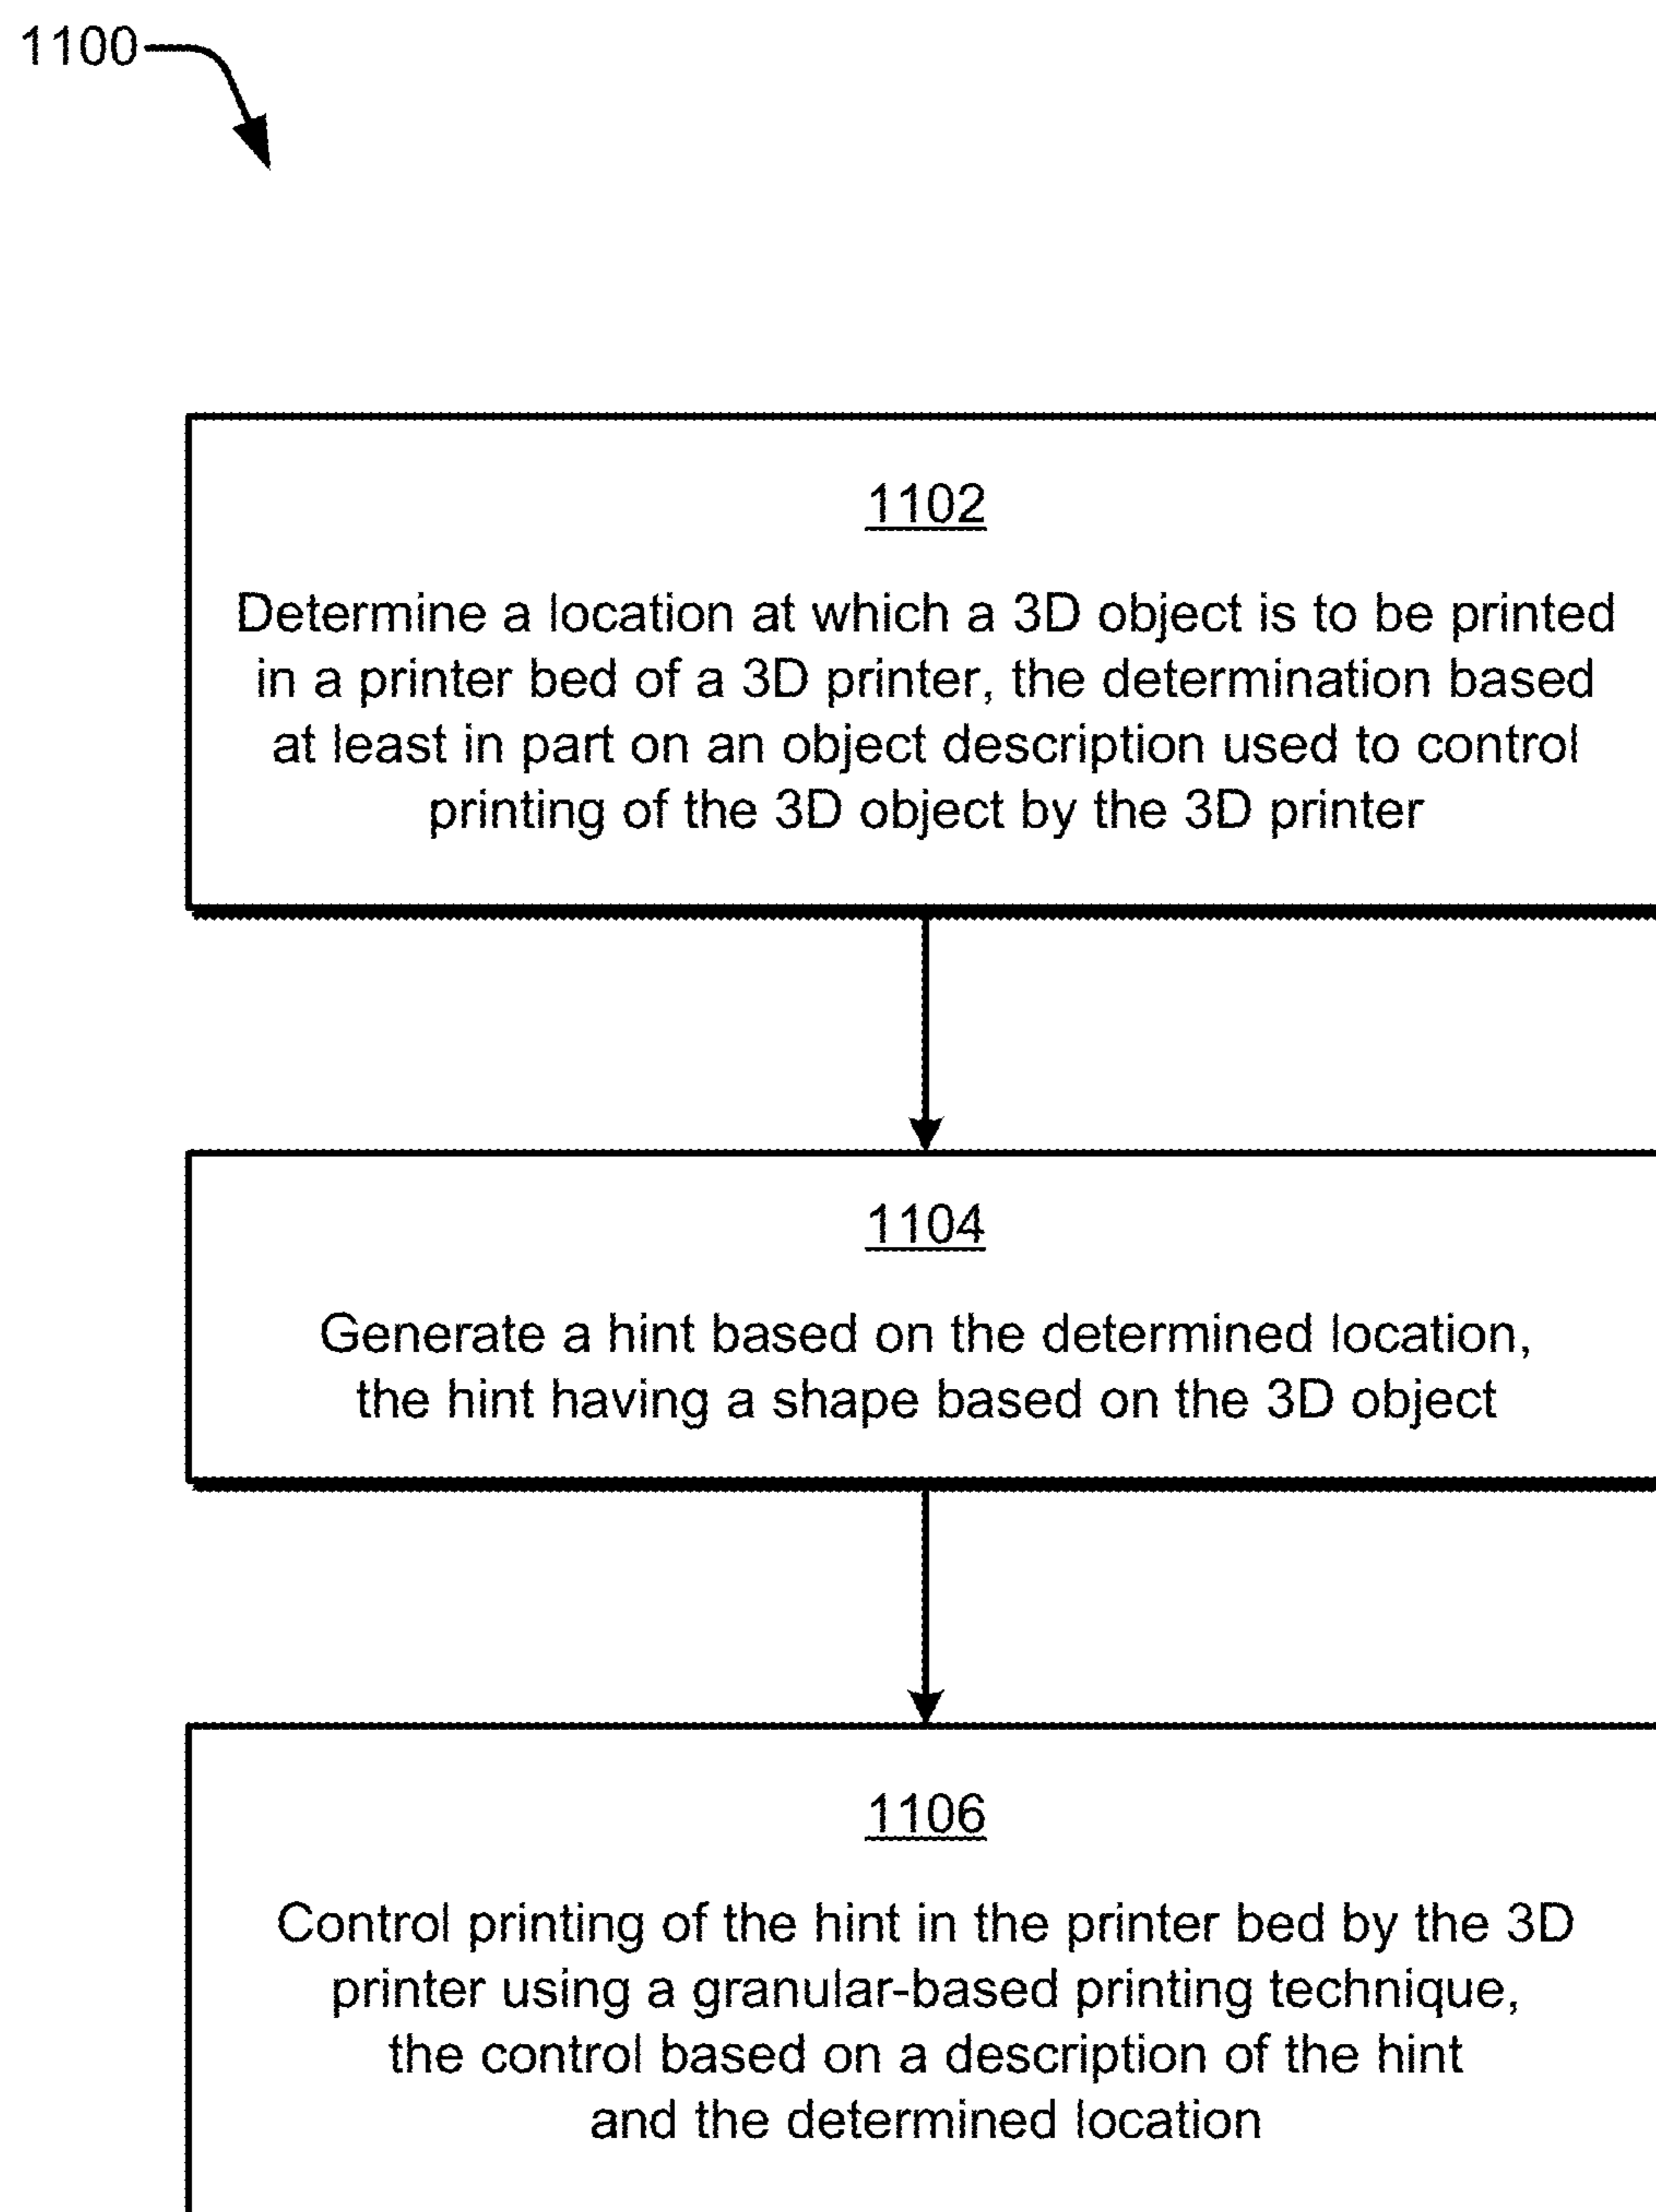 1100
1102
Determine a location at which a 3D object is to be printed
in a printer bed of a 3D printer, the determination based
at least in part on an object description used to control
printing of the 3D object by the 3D printer
1104
Generate a hint based on the determined location,
the hint having a shape based on the 3D object
1106
Control printing of the hint in the printer bed by the 3D
printer using a granular-based printing technique,
the control based on a description of the hint
and the determined location